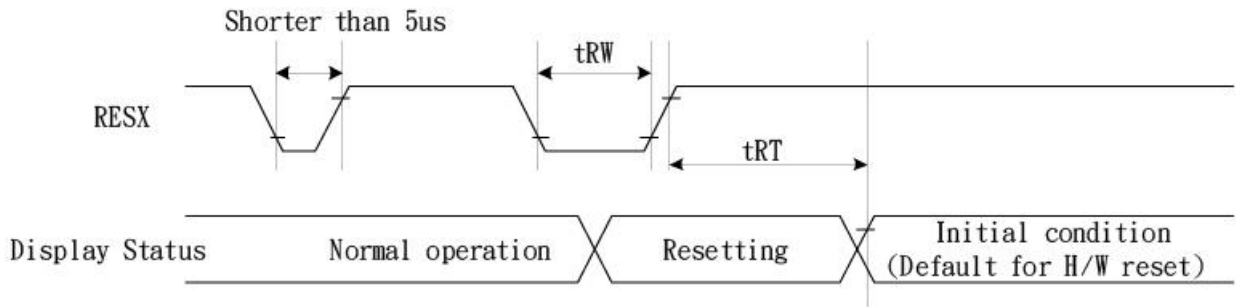 Shorter than 5us
tRW
RESX
tRT
Display Status
Normal operation
Resetting
Initial condition
(Default for H/W reset)